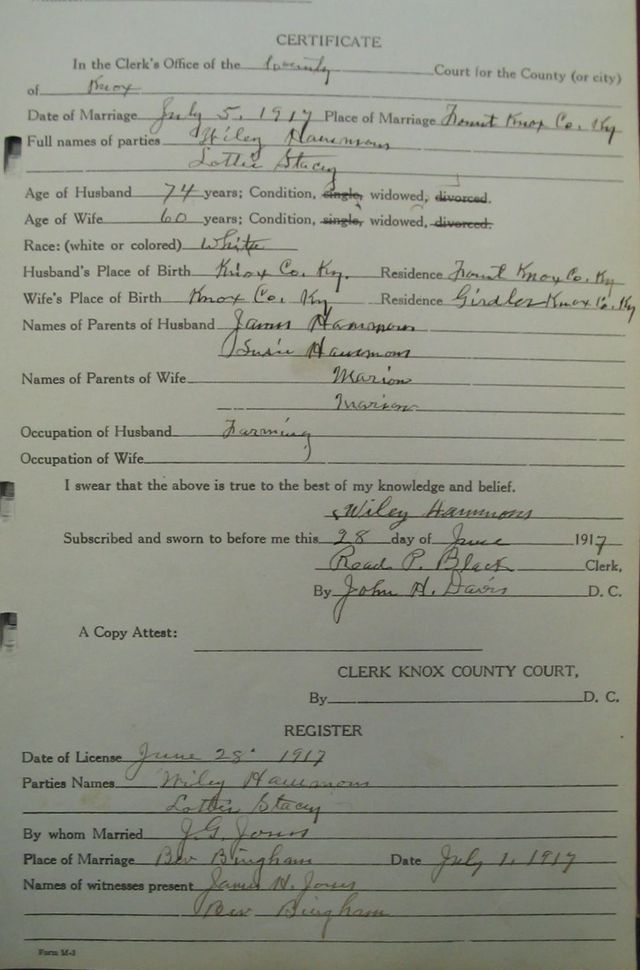 CERTIFICATE
In the Clerk's Office of the County Court for the County (or city)
of Knox
Date of Marriage July 5, 1917 Place of Marriage Knox Co. Ky
Full names of parties Wiley Hammons
Lottie Stacey
Age of Husband 74 years; Condition, single, widowed, divorced.
Age of Wife 60 years; Condition, single, widowed, divorced.
Race: (white or colored) White
Husband's Place of Birth Knox Co. Ky. Residence Knox Co. Ky
Wife's Place of Birth Knox Co. Ky Residence Girdler Knox Co. Ky
Names of Parents of Husband James Hammons
Susie Hammons
Names of Parents of Wife Marion
Marion
Occupation of Husband Farming
Occupation of Wife
I swear that the above is true to the best of my knowledge and belief.
Wiley Hammons
Subscribed and sworn to before me this 28 day of June 1917
Read P. Black Clerk,
By John H. Davis D. C.
A Copy Attest:
CLERK KNOX COUNTY COURT,
By D. C.
REGISTER
Date of License June 28 1917
Parties Names Wiley Hammons
Lottie Stacey
By whom Married J. G. Jones
Place of Marriage Bev Bingham Date July 1, 1917
Names of witnesses present James H. Jones
Bev Bingham
Form M-3